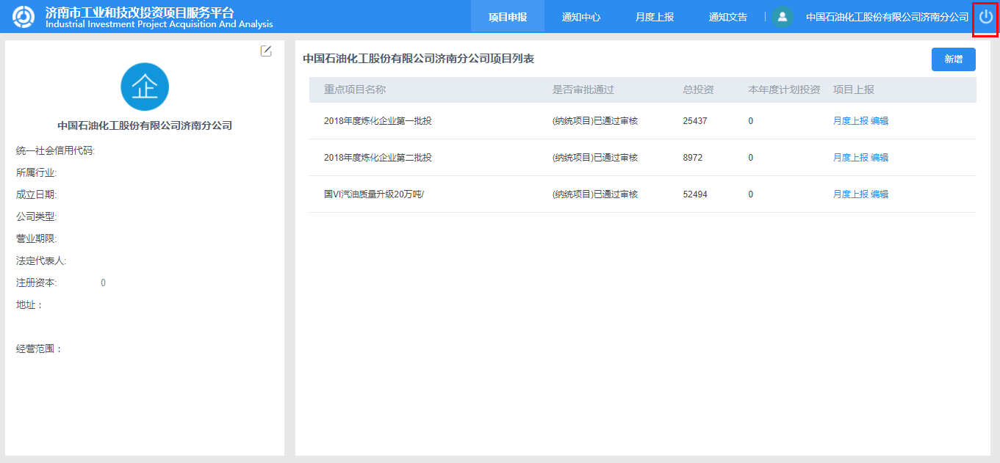 济南市工业和技改投资项目服务平台
Industrial Investment Project Acquisition And Analysis
项目申报 通知中心 月度上报 通知文告 中国石油化工股份有限公司济南分公司
企
中国石油化工股份有限公司济南分公司
统一社会信用代码:
所属行业:
成立日期:
公司类型:
营业期限:
法定代表人:
注册资本: 0
地址：
经营范围：
中国石油化工股份有限公司济南分公司项目列表
新增
重点项目名称 是否审批通过 总投资 本年度计划投资 项目上报
2018年度炼化企业第一批投 (纳统项目)已通过审核 25437 0 月度上报 编辑
2018年度炼化企业第二批投 (纳统项目)已通过审核 8972 0 月度上报 编辑
国VI汽油质量升级20万吨/ (纳统项目)已通过审核 52494 0 月度上报 编辑